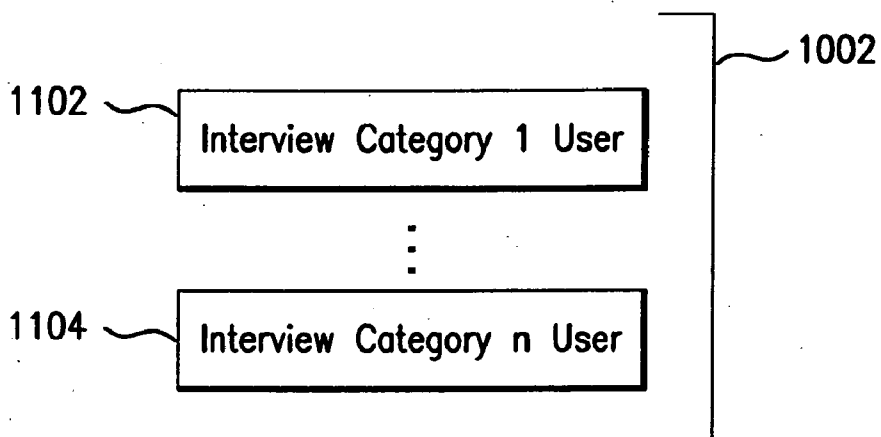 1002
1102
Interview Category 1 User
1104
Interview Category n User